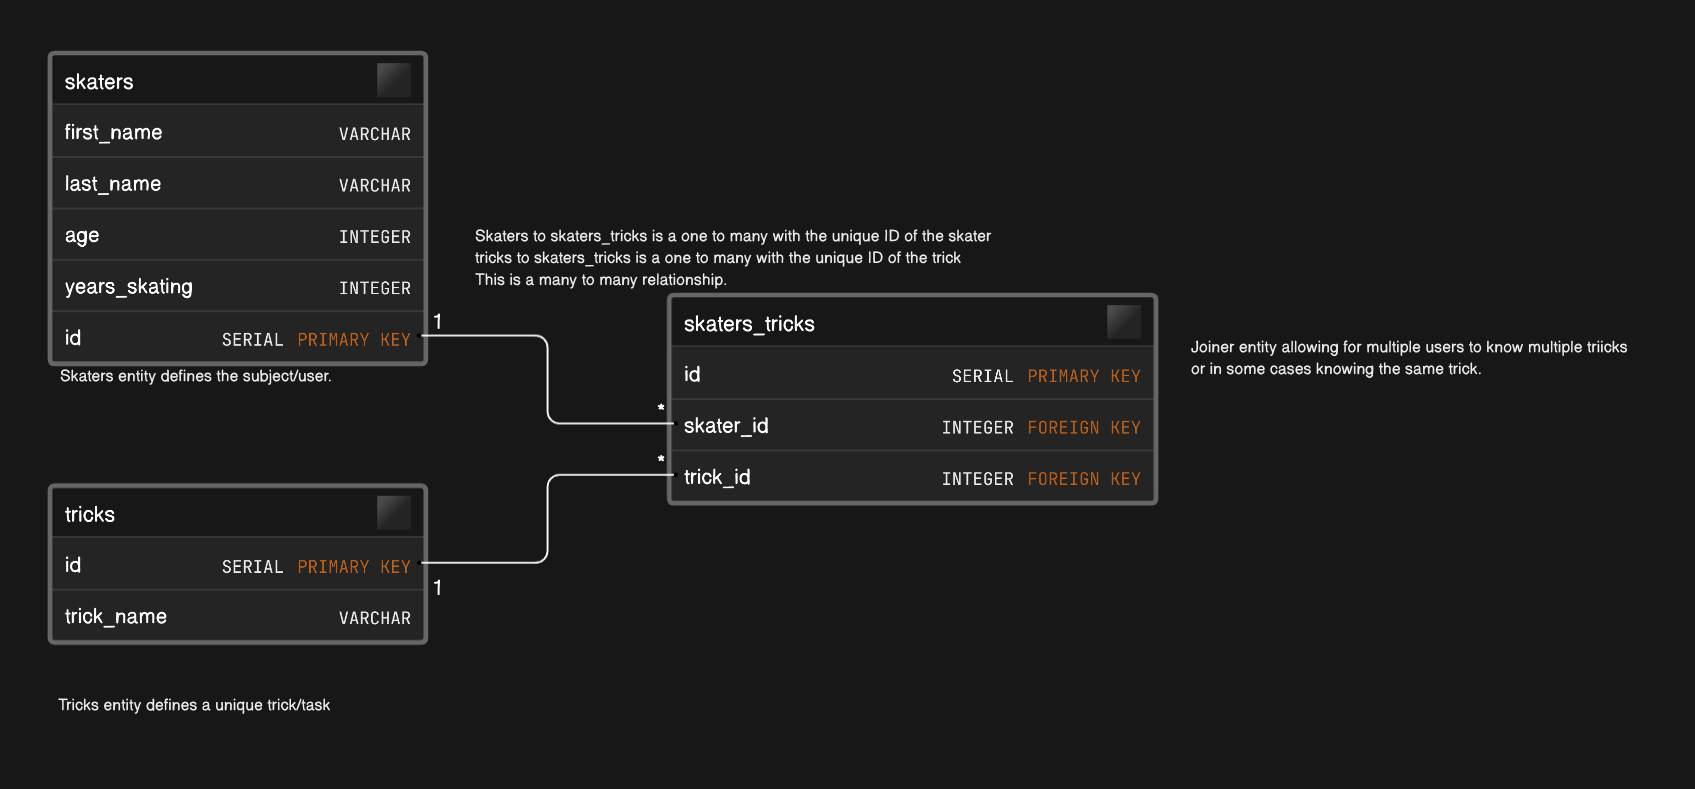 skaters
first_name VARCHAR
last_name VARCHAR
age INTEGER
years_skating INTEGER
id SERIAL PRIMARY KEY
1
Skaters entity defines the subject/user.
Skaters to skaters_tricks is a one to many with the unique ID of the skater
tricks to skaters_tricks is a one to many with the unique ID of the trick
This is a many to many relationship.
skaters_tricks
id SERIAL PRIMARY KEY
*
skater_id INTEGER FOREIGN KEY
*
trick_id INTEGER FOREIGN KEY
Joiner entity allowing for multiple users to know multiple triicks
or in some cases knowing the same trick.
tricks
id SERIAL PRIMARY KEY
1
trick_name VARCHAR
Tricks entity defines a unique trick/task